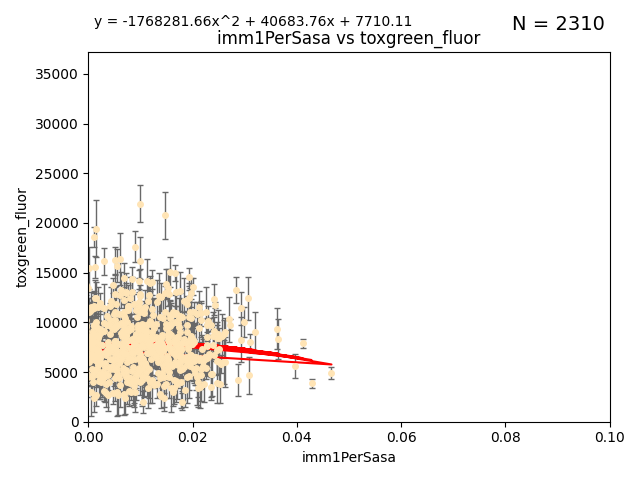 y = -1768281.66x^2 + 40683.76x + 7710.11
N = 2310
imm1PerSasa vs toxgreen_fluor
35000
30000
25000
20000
15000
10000
5000
0
toxgreen_fluor
0.00 0.02 0.04 0.06 0.08 0.10
imm1PerSasa